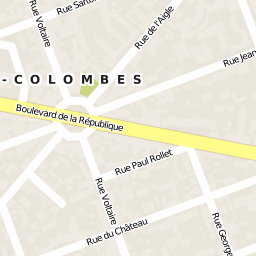 Rue Sarto
Rue Voltaire
Rue de l'Aigle
Rue Jean
-COLOMBES
Boulevard de la République
Rue Paul Rollet
Rue Voltaire
Rue du Château
Rue George